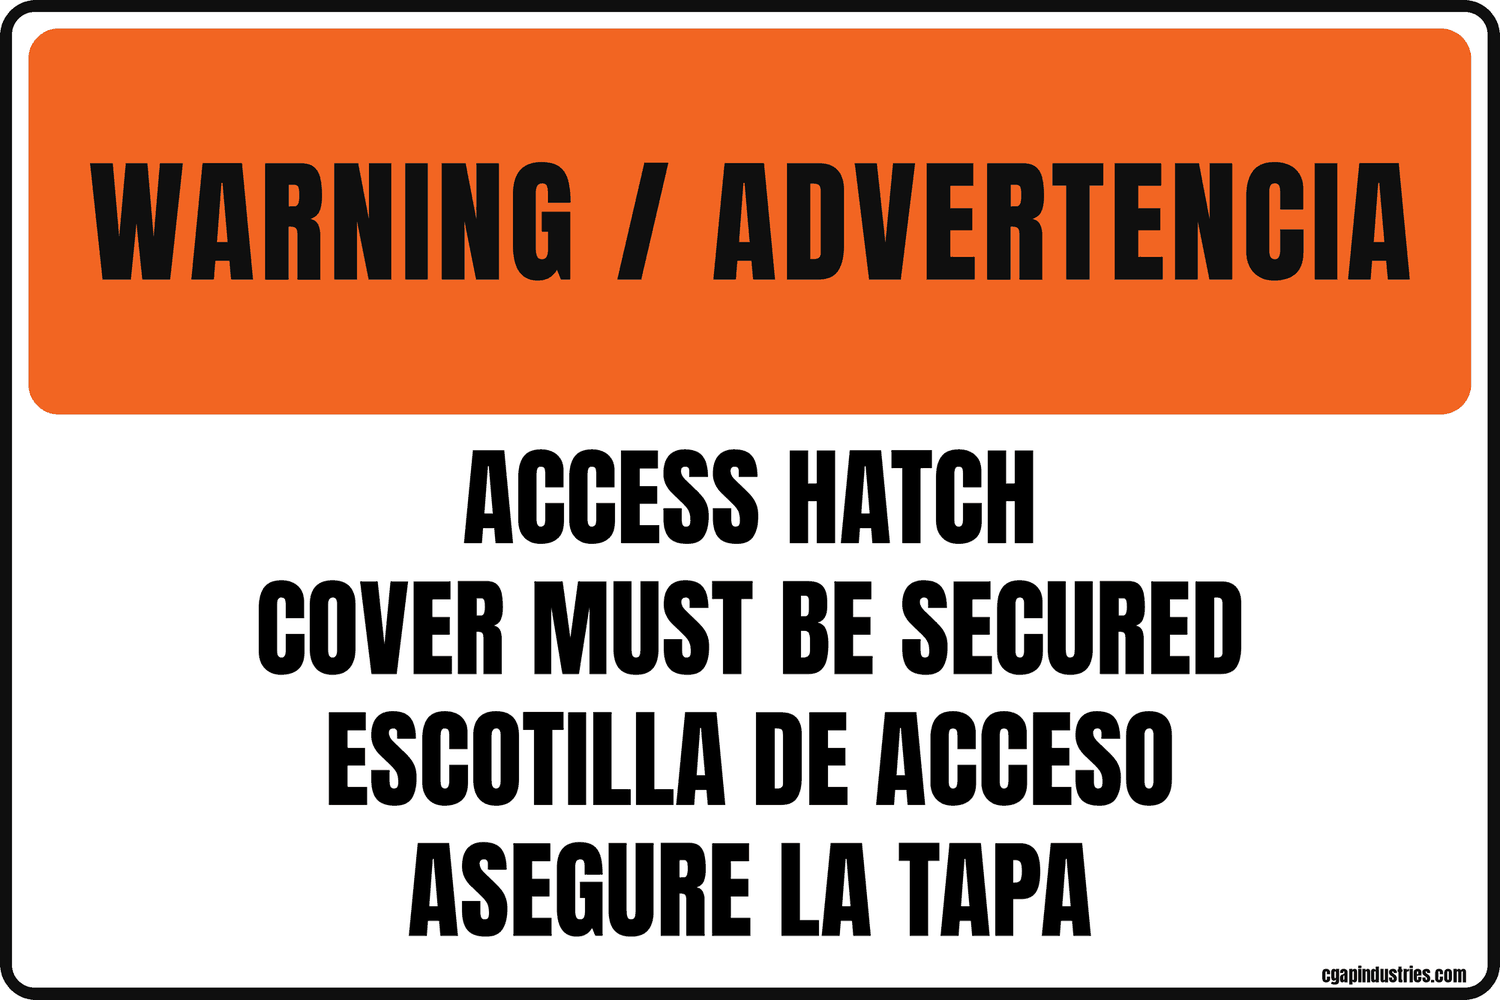 WARNING / ADVERTENCIA
ACCESS HATCH
COVER MUST BE SECURED
ESCOTILLA DE ACCESO
ASEGURE LA TAPA
cgapindustries.com